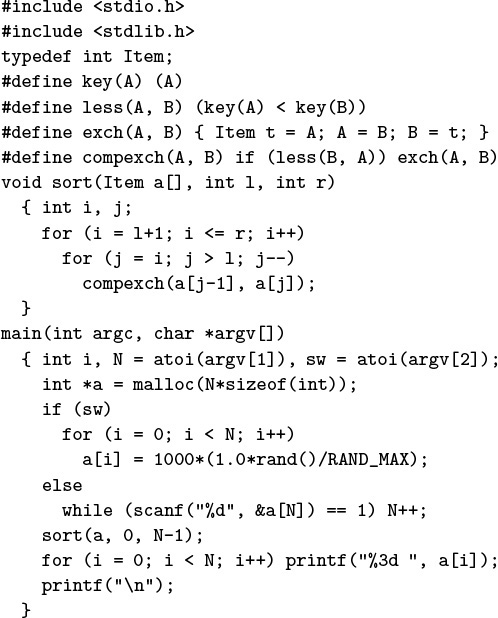 #include <stdio.h>
#include <stdlib.h>
typedef int Item;
#define key(A) (A)
#define less(A, B) (key(A) < key(B))
#define exch(A, B) { Item t = A; A = B; B = t; }
#define compexch(A, B) if (less(B, A)) exch(A, B)
void sort(Item a[], int l, int r)
  { int i, j;
    for (i = l+1; i <= r; i++)
      for (j = i; j > l; j--)
        compexch(a[j-1], a[j]);
  }
main(int argc, char *argv[])
  { int i, N = atoi(argv[1]), sw = atoi(argv[2]);
    int *a = malloc(N*sizeof(int));
    if (sw)
      for (i = 0; i < N; i++)
        a[i] = 1000*(1.0*rand()/RAND_MAX);
    else
      while (scanf("%d", &a[N]) == 1) N++;
    sort(a, 0, N-1);
    for (i = 0; i < N; i++) printf("%3d ", a[i]);
    printf("\n");
  }